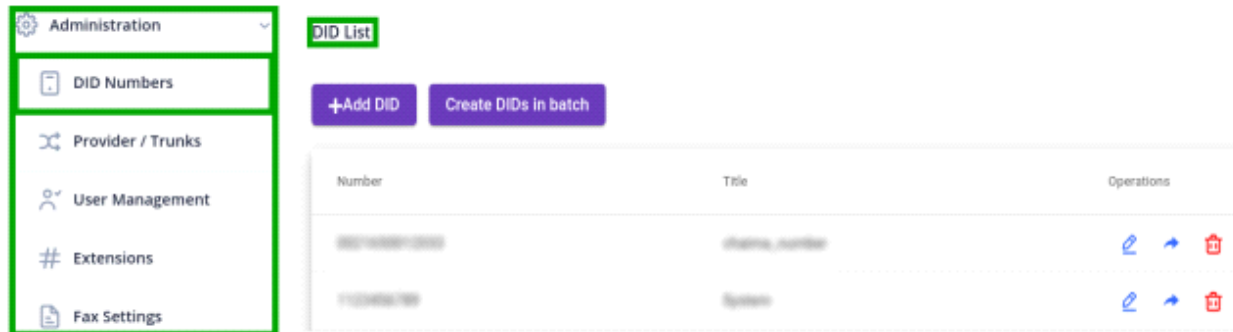 Administration
DID List
DID Numbers
+Add DID Create DIDs in batch
Provider / Trunks
Number Title Operations
User Management
Extensions
Fax Settings